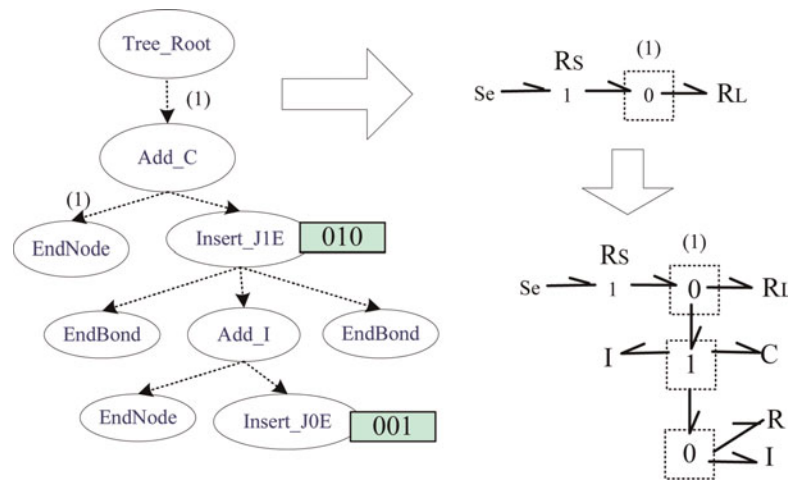 Tree_Root
(1)
Add_C
(1)
EndNode
Insert_J1E
010
EndBond
Add_I
EndBond
EndNode
Insert_J0E
001
(1)
RS
Se
1
0
RL
(1)
RS
Se
1
0
RL
I
1
C
0
R
I